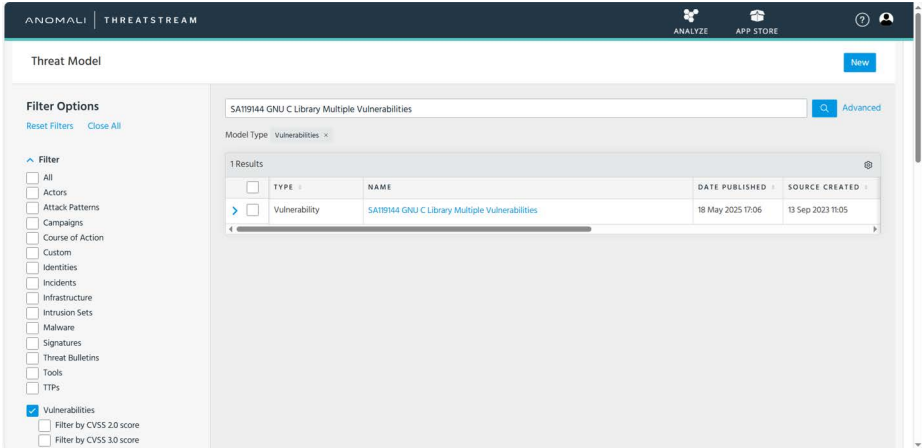 ANOMALI THREATSTREAM
ANALYZE
APP STORE
Threat Model
New
Filter Options
Reset Filters Close All
Filter
All
Actors
Attack Patterns
Campaigns
Course of Action
Custom
Identities
Incidents
Infrastructure
Intrusion Sets
Malware
Signatures
Threat Bulletins
Tools
TTPs
Vulnerabilities
Filter by CVSS 2.0 score
Filter by CVSS 3.0 score
SA119144 GNU C Library Multiple Vulnerabilities
Advanced
Model Type Vulnerabilities ×
1 Results
TYPE NAME DATE PUBLISHED SOURCE CREATED
Vulnerability SA119144 GNU C Library Multiple Vulnerabilities 18 May 2025 17:06 13 Sep 2023 11:05